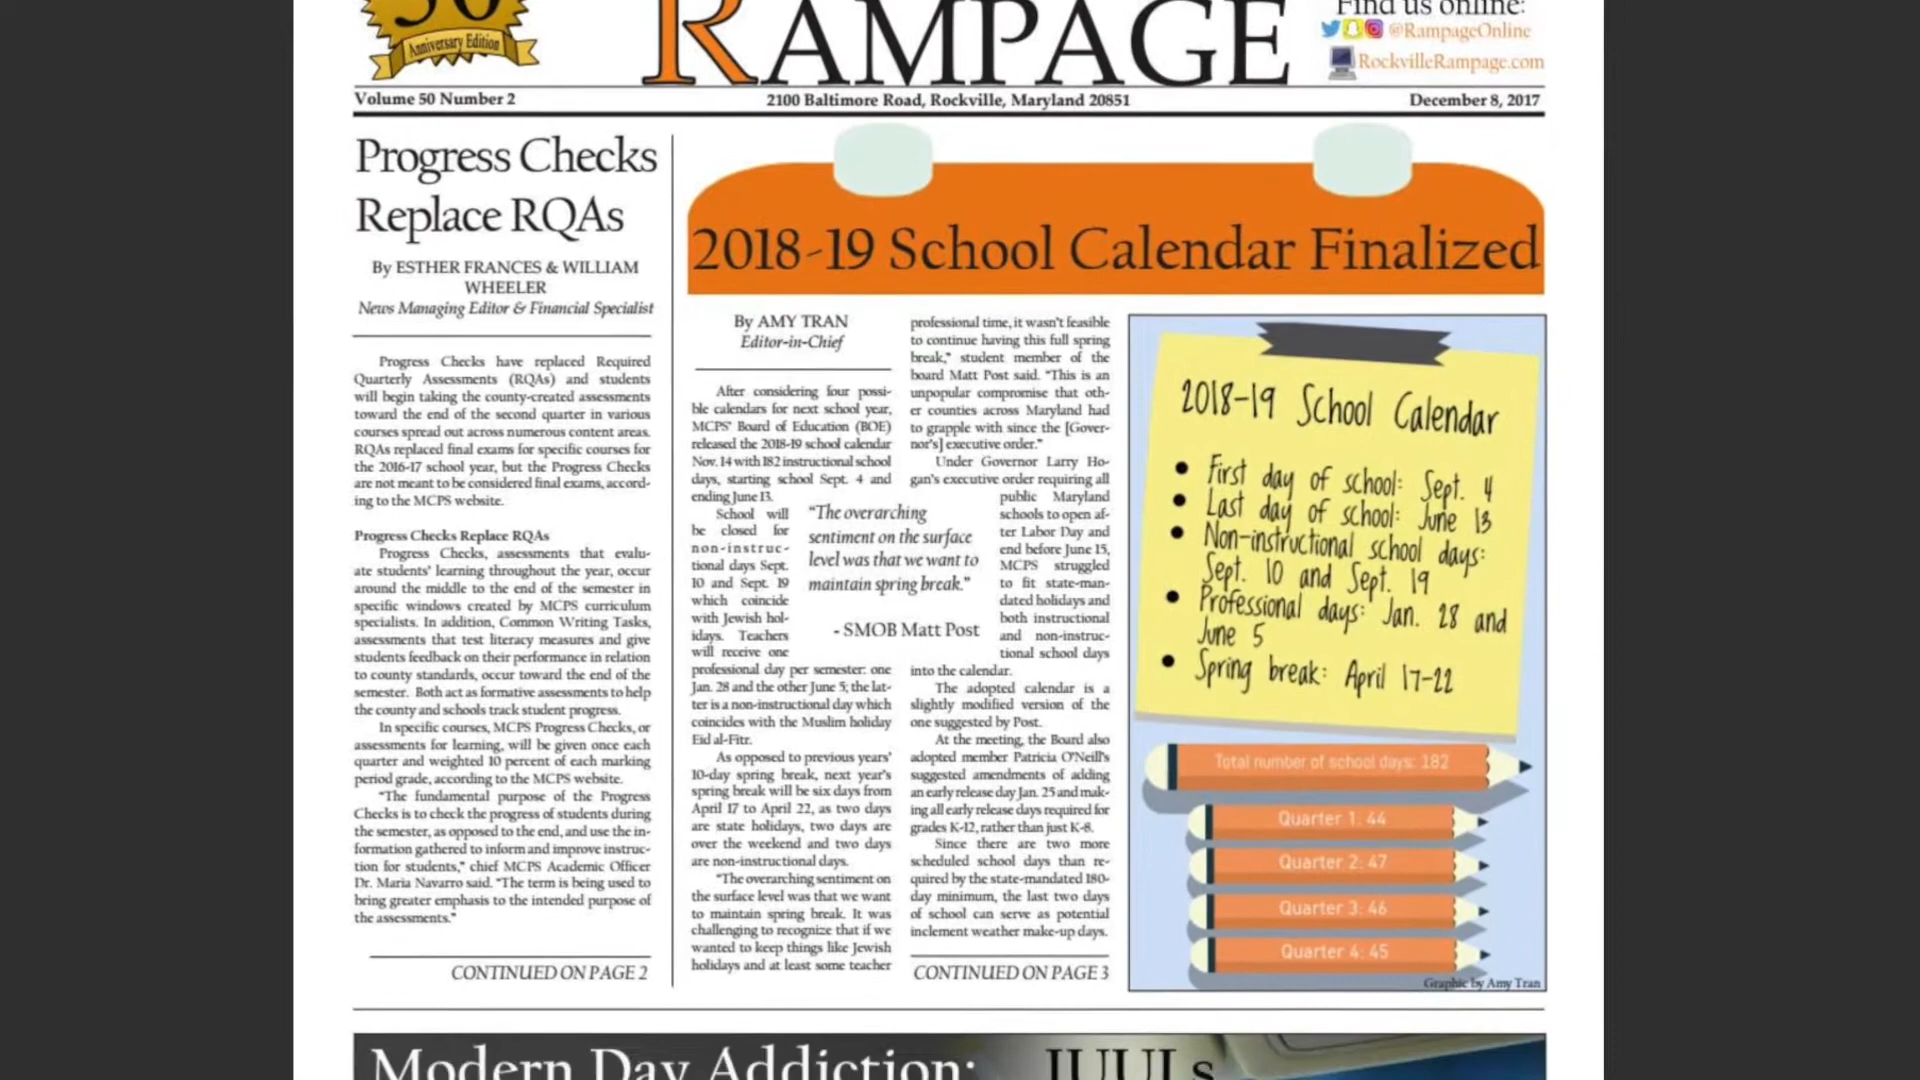 50
Anniversary Edition
RAMPAGE
Find us online:
@RampageOnline
RockvilleRampage.com
Volume 50 Number 2
2100 Baltimore Road, Rockville, Maryland 20851
December 8, 2017
Progress Checks
Replace RQAs
By ESTHER FRANCES & WILLIAM
WHEELER
News Managing Editor & Financial Specialist
Progress Checks have replaced Required
Quarterly Assessments (RQAs) and students
will begin taking the county-created assessments
toward the end of the second quarter in various
courses spread out across numerous content areas.
RQAs replaced final exams for specific courses for
the 2016-17 school year, but the Progress Checks
are not meant to be considered final exams, accord-
ing to the MCPS website.
Progress Checks Replace RQAs
Progress Checks, assessments that evalu-
ate students' learning throughout the year, occur
around the middle to the end of the semester in
specific windows created by MCPS curriculum
specialists. In addition, Common Writing Tasks,
assessments that test literacy measures and give
students feedback on their performance in relation
to county standards, occur toward the end of the
semester. Both act as formative assessments to help
the county and schools track student progress.
In specific courses, MCPS Progress Checks, or
assessments for learning, will be given once each
quarter and weighted 10 percent of each marking
period grade, according to the MCPS website.
"The fundamental purpose of the Progress
Checks is to check the progress of students during
the semester, as opposed to the end, and use the in-
formation gathered to inform and improve instruc-
tion for students," chief MCPS Academic Officer
Dr. Maria Navarro said. "The term is being used to
bring greater emphasis to the intended purpose of
the assessments."
CONTINUED ON PAGE 2
2018-19 School Calendar Finalized
By AMY TRAN
Editor-in-Chief
After considering four possi-
ble calendars for next school year,
MCPS' Board of Education (BOE)
released the 2018-19 school calendar
Nov. 14 with 182 instructional school
days, starting school Sept. 4 and
ending June 13.
School will
be closed for
non-instruc-
tional days Sept.
10 and Sept. 19
which coincide
with Jewish hol-
idays. Teachers
will receive one
professional day per semester: one
Jan. 28 and the other June 5; the lat-
ter is a non-instructional day which
coincides with the Muslim holiday
Eid al-Fitr.
As opposed to previous years'
10-day spring break, next year's
spring break will be six days from
April 17 to April 22, as two days
are state holidays, two days are
over the weekend and two days
are non-instructional days.
"The overarching sentiment on
the surface level was that we want
to maintain spring break. It was
challenging to recognize that if we
wanted to keep things like Jewish
holidays and at least some teacher
"The overarching
sentiment on the surface
level was that we want to
maintain spring break."
- SMOB Matt Post
professional time, it wasn't feasible
to continue having this full spring
break," student member of the
board Matt Post said. "This is an
unpopular compromise that oth-
er counties across Maryland had
to grapple with since the [Gover-
nor's] executive order."
Under Governor Larry Ho-
gan's executive order requiring all
public Maryland
schools to open af-
ter Labor Day and
end before June 15,
MCPS struggled
to fit state-man-
dated holidays and
both instructional
and non-instruc-
tional school days
into the calendar.
The adopted calendar is a
slightly modified version of the
one suggested by Post.
At the meeting, the Board also
adopted member Patricia O'Neill's
suggested amendments of adding
an early release day Jan. 25 and mak-
ing all early release days required for
grades K-12, rather than just K-8.
Since there are two more
scheduled school days than re-
quired by the state-mandated 180-
day minimum, the last two days
of school can serve as potential
inclement weather make-up days.
CONTINUED ON PAGE 3
2018-19 School Calendar
• First day of school: Sept. 4
• Last day of school: June 13
• Non-instructional school days:
Sept. 10 and Sept. 19
• Professional days: Jan. 28 and
June 5
• Spring break: April 17-22
Total number of school days: 182
Quarter 1: 44
Quarter 2: 47
Quarter 3: 46
Quarter 4: 45
Graphic by Amy Tran
Modern Day Addiction: JUULs